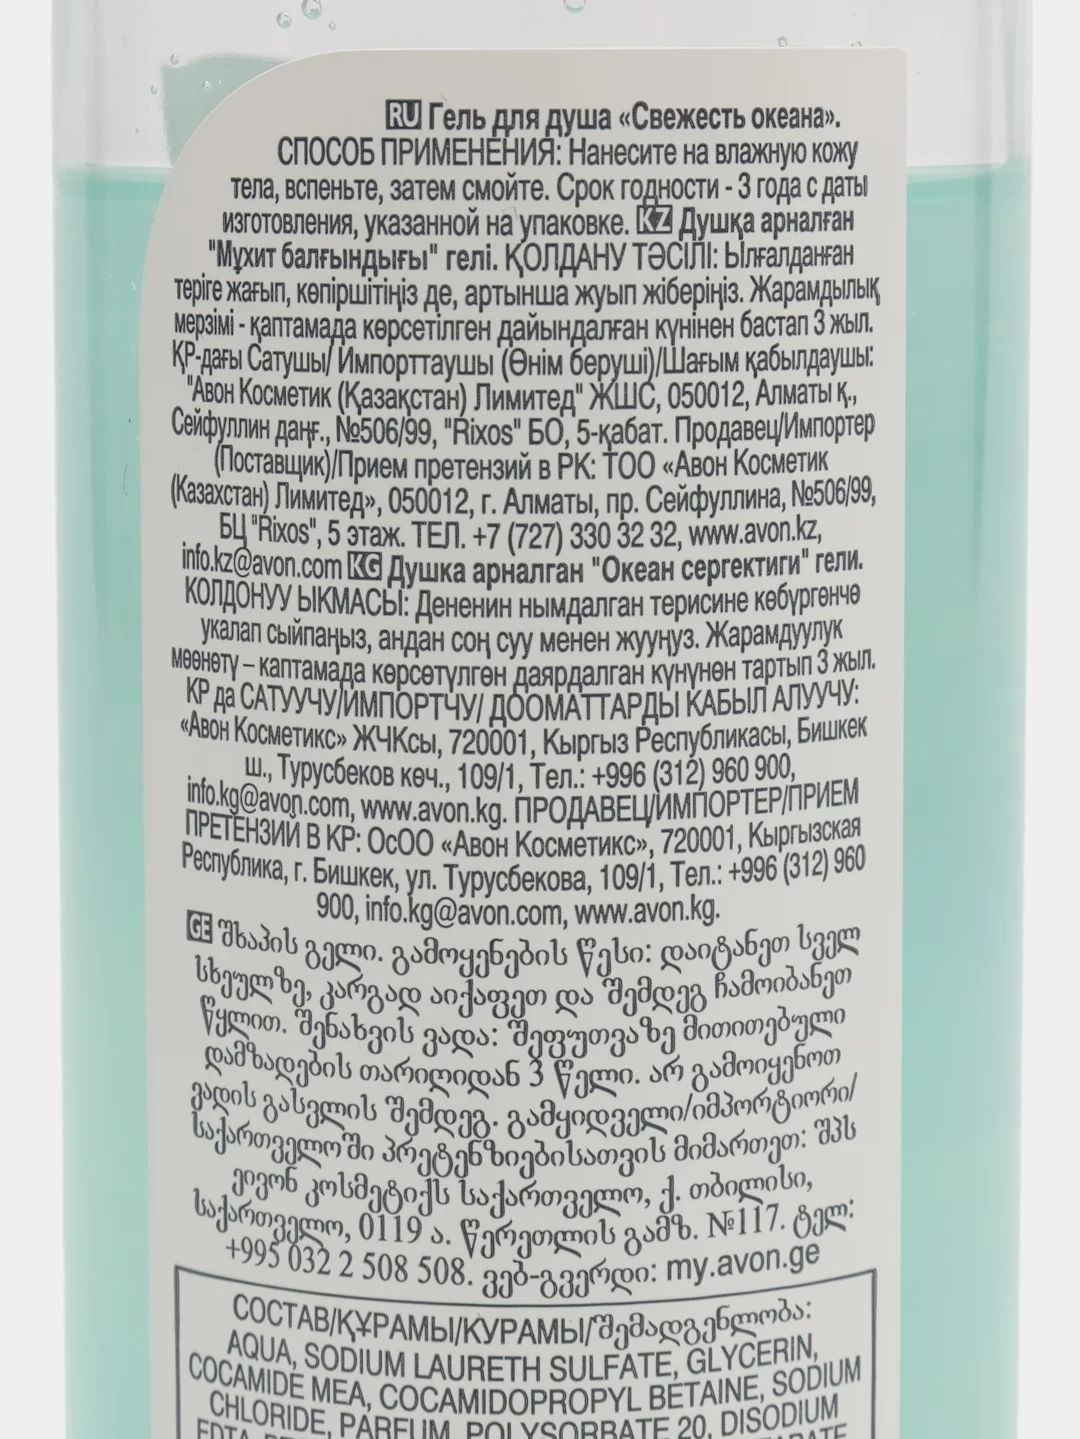 RU Гель для душа «Свежесть океана».
СПОСОБ ПРИМЕНЕНИЯ: Нанесите на влажную кожу
тела, вспеньте, затем смойте. Срок годности - 3 года с даты
изготовления, указанной на упаковке. KZ Душқа арналған
"Мұхит балғындығы" гелі. ҚОЛДАНУ ТӘСІЛІ: Ылғалданған
теріге жағып, көпіршітіңіз де, артынша жуып жіберіңіз. Жарамдылық
мерзімі - қаптамада көрсетілген дайындалған күнінен бастап 3 жыл.
ҚР-дағы Сатушы/ Импорттаушы (Өнім беруші)/Шағым қабылдаушы:
"Авон Косметик (Қазақстан) Лимитед" ЖШС, 050012, Алматы қ.,
Сейфуллин даңғ., №506/99, "Rixos" БО, 5-қабат. Продавец/Импортер
(Поставщик)/Прием претензий в РК: ТОО «Авон Косметик
(Казахстан) Лимитед», 050012, г. Алматы, пр. Сейфуллина, №506/99,
БЦ "Rixos", 5 этаж. ТЕЛ. +7 (727) 330 32 32, www.avon.kz,
info.kz@avon.com KG Душка арналган "Океан сергектиги" гели.
КОЛДОНУУ ЫКМАСЫ: Дененин нымдалган терисине көбүргөнчө
укалап сыйпаңыз, андан соң суу менен жууңуз. Жарамдуулук
мөөнөтү – каптамада көрсөтүлгөн даярдалган күнүнөн тартып 3 жыл.
КР да САТУУЧУ/ИМПОРТЧУ/ ДООМАТТАРДЫ КАБЫЛ АЛУУЧУ:
«Авон Косметикс» ЖЧКсы, 720001, Кыргыз Республикасы, Бишкек
ш., Турусбеков көч., 109/1, Тел.: +996 (312) 960 900,
info.kg@avon.com, www.avon.kg. ПРОДАВЕЦ/ИМПОРТЕР/ПРИЕМ
ПРЕТЕНЗИЙ В КР: ОсОО «Авон Косметикс», 720001, Кыргызская
Республика, г. Бишкек, ул. Турусбекова, 109/1, Тел.: +996 (312) 960
900, info.kg@avon.com, www.avon.kg.
GE შხაპის გელი. გამოყენების წესი: დაიტანეთ სველ
სხეულზე, კარგად აიქაფეთ და შემდეგ ჩამოიბანეთ
წყლით. შენახვის ვადა: შეფუთვაზე მითითებული
დამზადების თარიღიდან 3 წელი. არ გამოიყენოთ
ვადის გასვლის შემდეგ. გამყიდველი/იმპორტიორი/
საქართველოში პრეტენზიებისათვის მიმართეთ: შპს
ეივონ კოსმეტიქს საქართველო, ქ. თბილისი,
საქართველო, 0119 ა. წერეთლის გამზ. №117. ტელ:
+995 032 2 508 508. ვებ-გვერდი: my.avon.ge
СОСТАВ/ҚҰРАМЫ/КУРАМЫ/შემადგენლობა:
AQUA, SODIUM LAURETH SULFATE, GLYCERIN,
COCAMIDE MEA, COCAMIDOPROPYL BETAINE, SODIUM
CHLORIDE, PARFUM, POLYSORBATE 20, DISODIUM
EDTA,